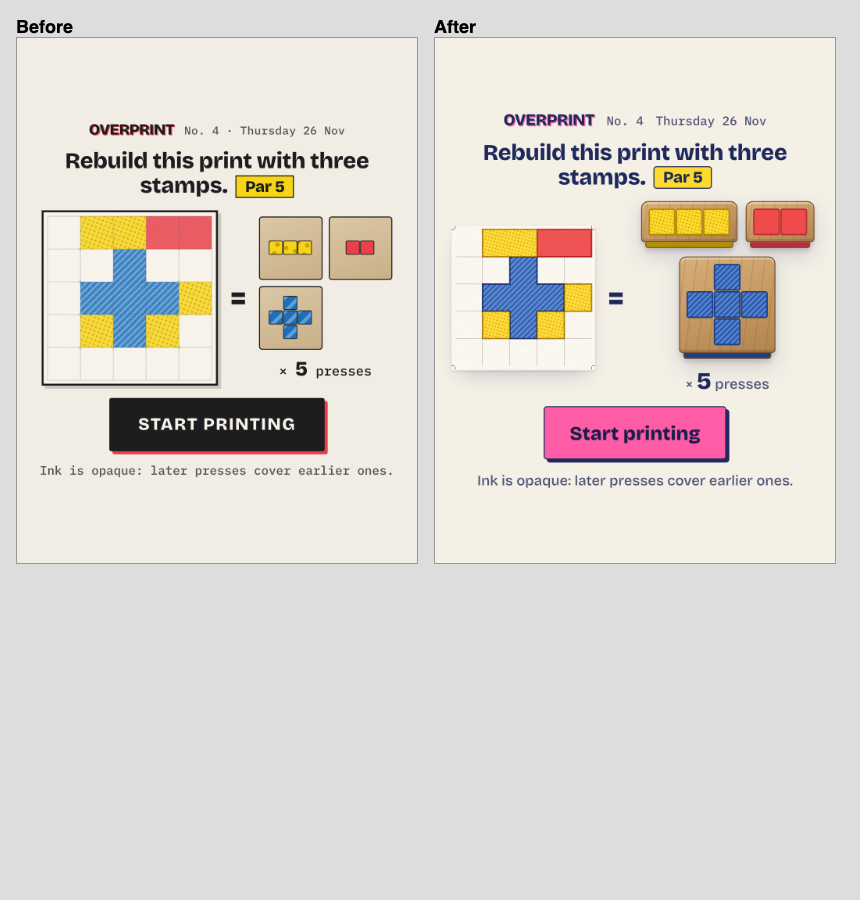 Before
OVERPRINT No. 4 · Thursday 26 Nov
Rebuild this print with three
stamps. Par 5
=
× 5 presses
START PRINTING
Ink is opaque: later presses cover earlier ones.
After
OVERPRINT No. 4 Thursday 26 Nov
Rebuild this print with three
stamps. Par 5
=
× 5 presses
Start printing
Ink is opaque: later presses cover earlier ones.